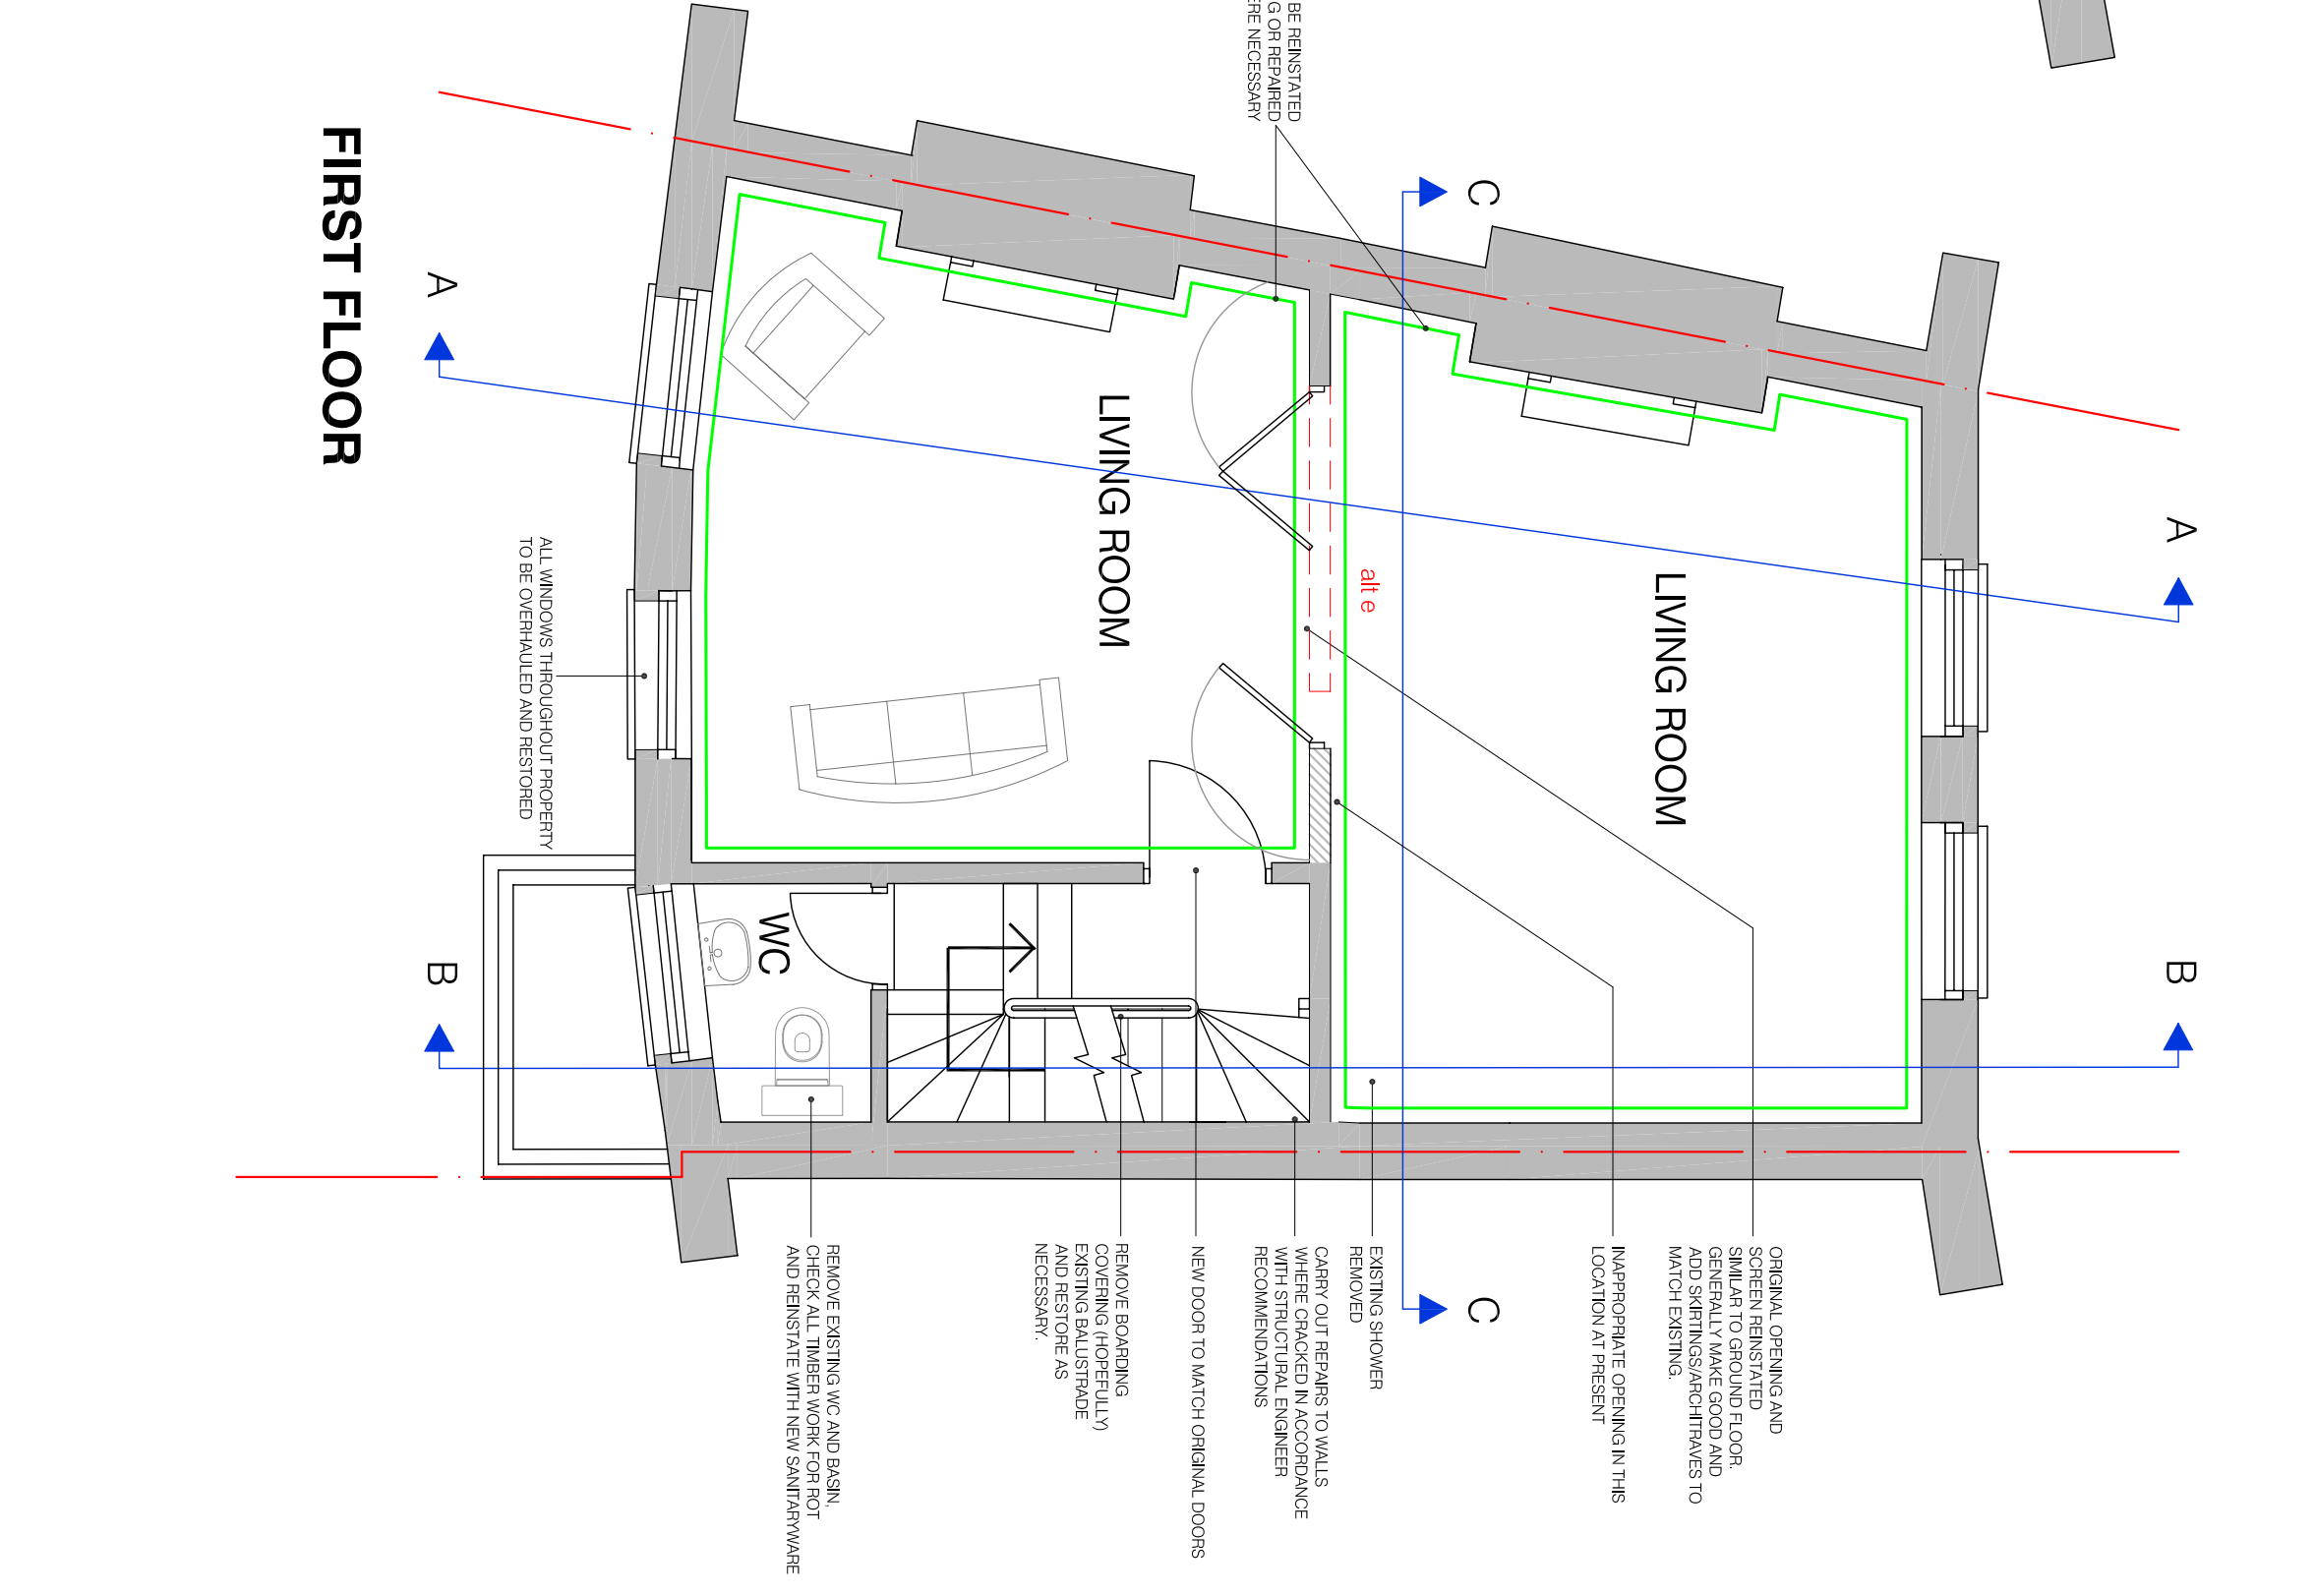 FIRST FLOOR
BE REINSTATED
G OR REPAIRED
ERE NECESSARY
C
A
A
LIVING ROOM
LIVING ROOM
alt e
ALL WINDOWS THROUGHOUT PROPERTY
TO BE OVERHAULED AND RESTORED
WC
B
B
C
ORIGINAL OPENING AND
SCREEN REINSTATED
SIMILAR TO GROUND FLOOR.
GENERALLY MAKE GOOD AND
ADD SKIRTINGS/ARCHITRAVES TO
MATCH EXISTING.
INAPPROPRIATE OPENING IN THIS
LOCATION AT PRESENT
EXISTING SHOWER
REMOVED
CARRY OUT REPAIRS TO WALLS
WHERE CRACKED IN ACCORDANCE
WITH STRUCTURAL ENGINEER
RECOMMENDATIONS
NEW DOOR TO MATCH ORIGINAL DOORS
REMOVE BOARDING
COVERING (HOPEFULLY)
EXISTING BALUSTRADE
AND RESTORE AS
NECESSARY.
REMOVE EXISTING WC AND BASIN,
CHECK ALL TIMBER WORK FOR ROT
AND REINSTATE WITH NEW SANITARYWARE